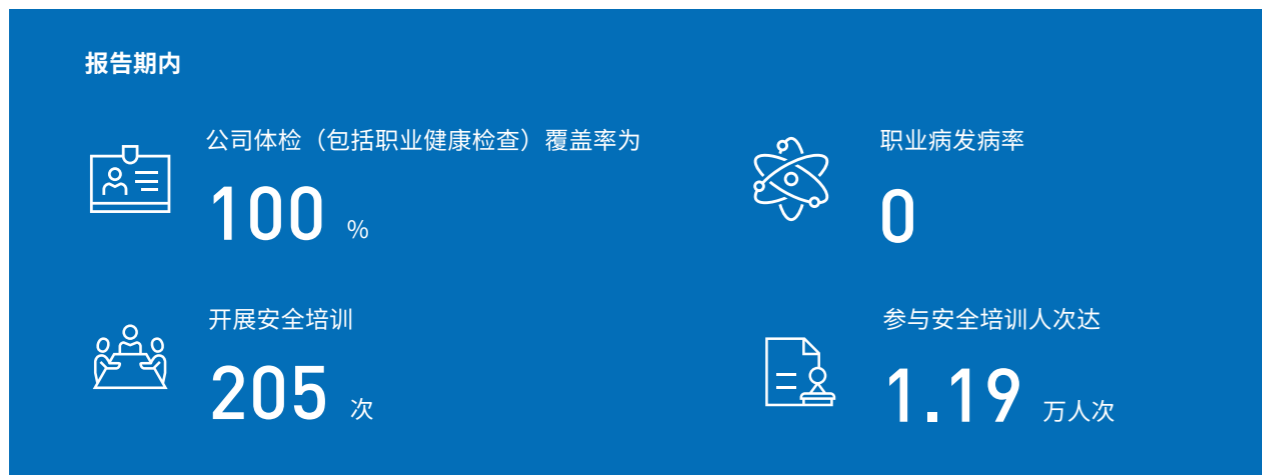 报告期内
公司体检（包括职业健康检查）覆盖率为
100 %
职业病发病率
0
开展安全培训
205 次
参与安全培训人次达
1.19 万人次